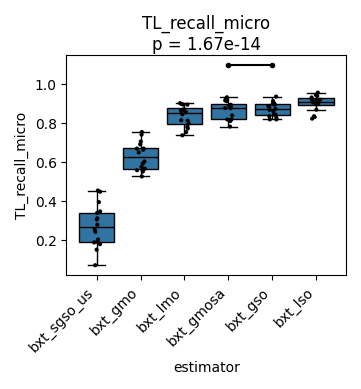 TL_recall_micro
p = 1.67e-14
TL_recall_micro
1.0
0.8
0.6
0.4
0.2
bxt_sgso_us
bxt_gmo
bxt_lmo
bxt_gmosa
bxt_gso
bxt_lso
estimator